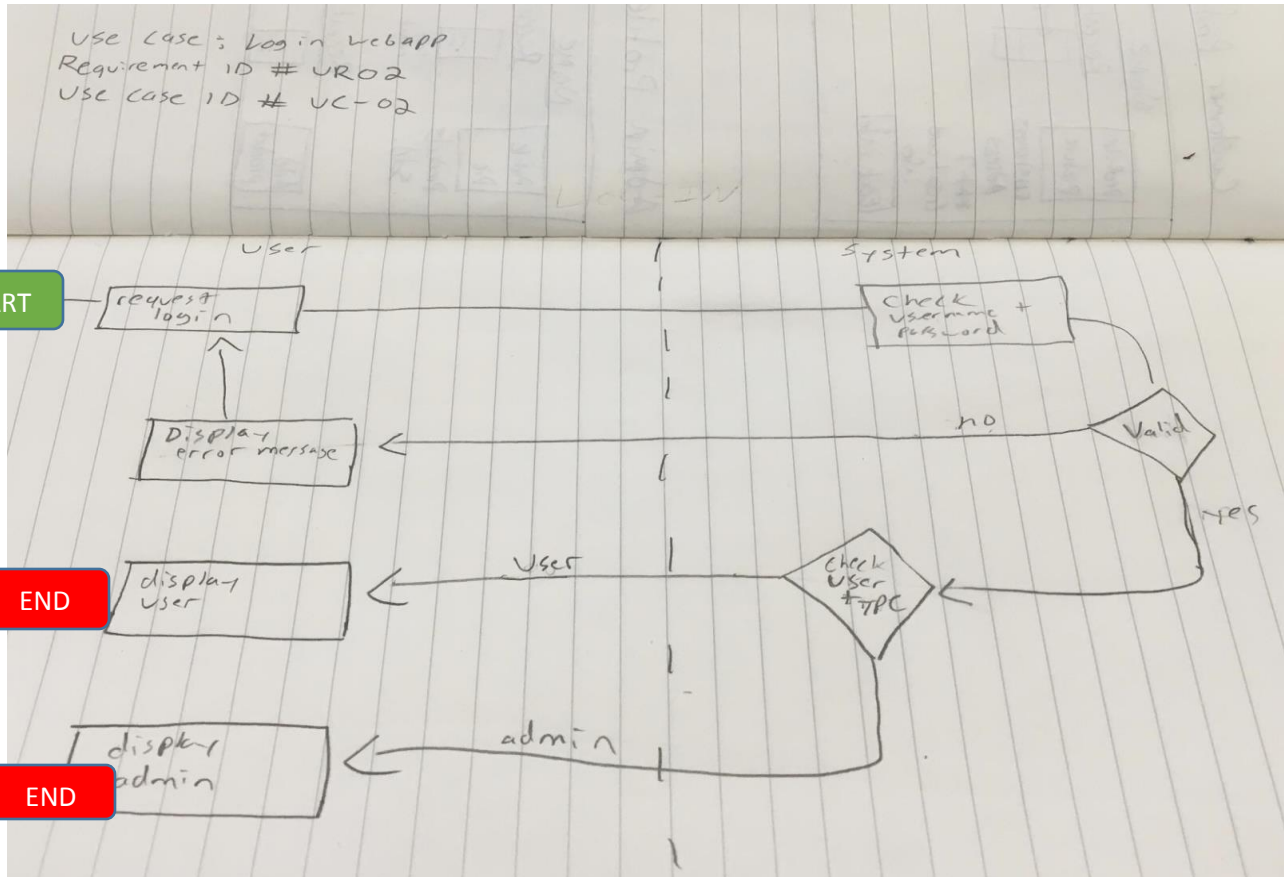 Use case: Login webapp
Requirement ID # UR02
Use case ID # UC-02
User
System
ART
request
login
Check
username +
password
Display
error message
no
Valid
yes
display
user
User
check
user
type
END
display
admin
admin
END